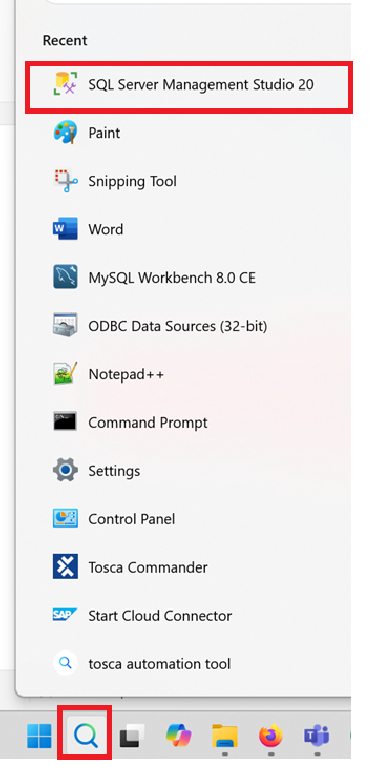 Recent
SQL Server Management Studio 20
Paint
Snipping Tool
Word
MySQL Workbench 8.0 CE
ODBC Data Sources (32-bit)
Notepad++
Command Prompt
Settings
Control Panel
Tosca Commander
SAP Start Cloud Connector
tosca automation tool